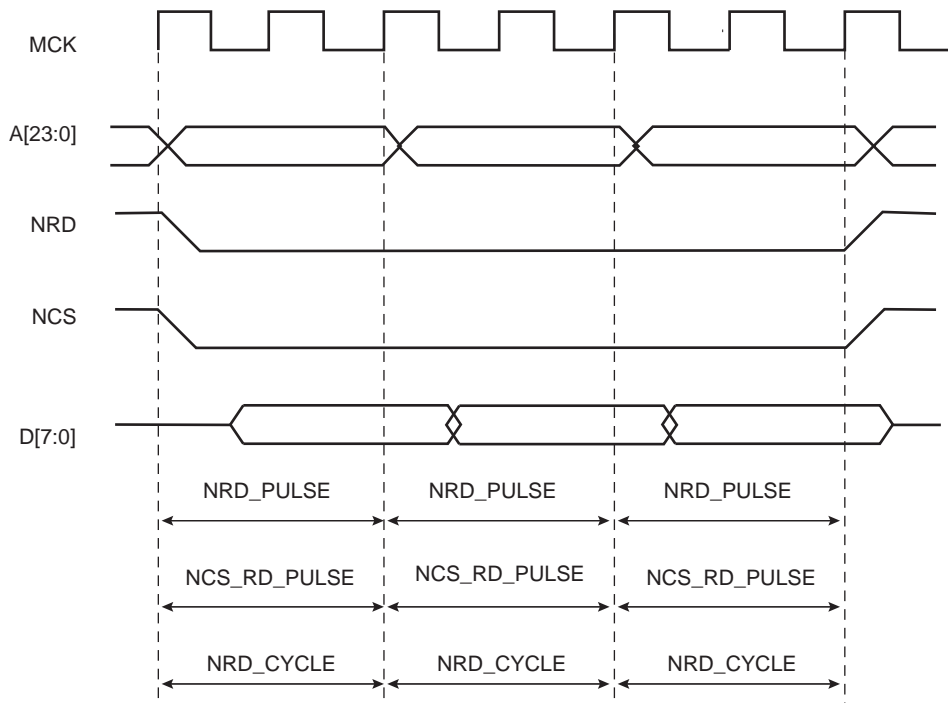 MCK
A[23:0]
NRD
NCS
D[7:0]
NRD_PULSE NRD_PULSE NRD_PULSE
NCS_RD_PULSE NCS_RD_PULSE NCS_RD_PULSE
NRD_CYCLE NRD_CYCLE NRD_CYCLE